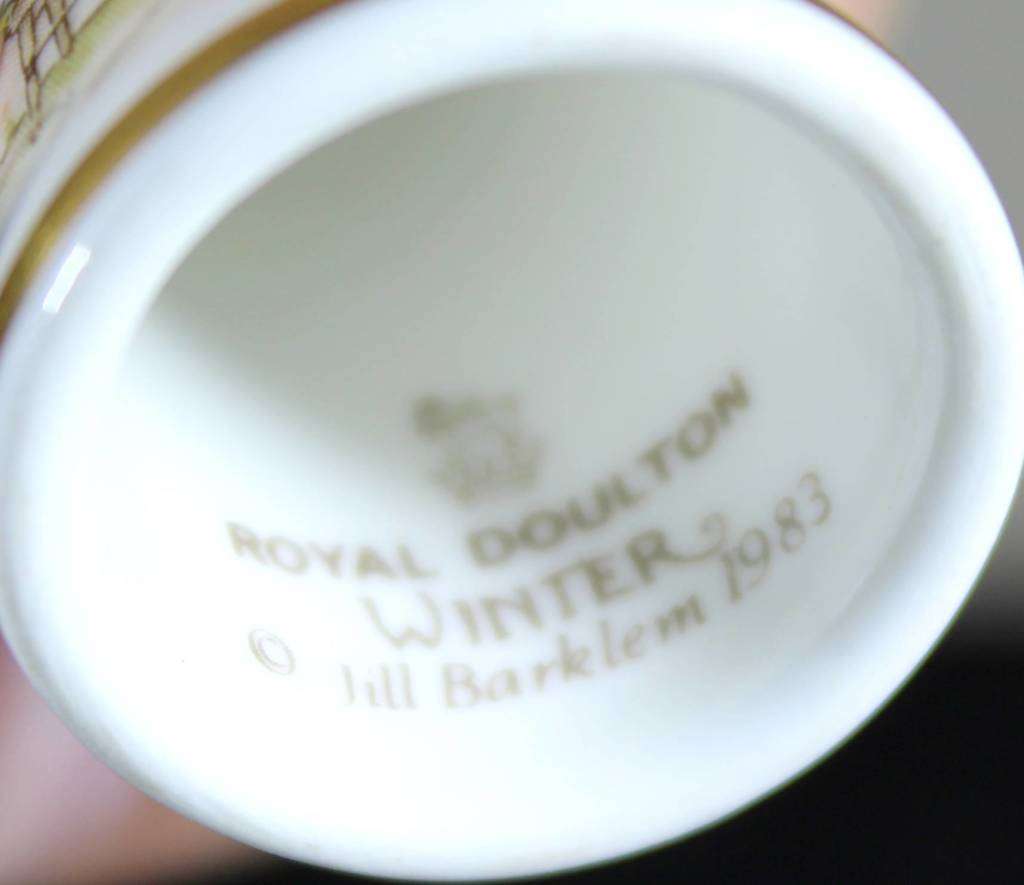 ROYAL DOULTON
WINTER
© Jill Barklem 1983